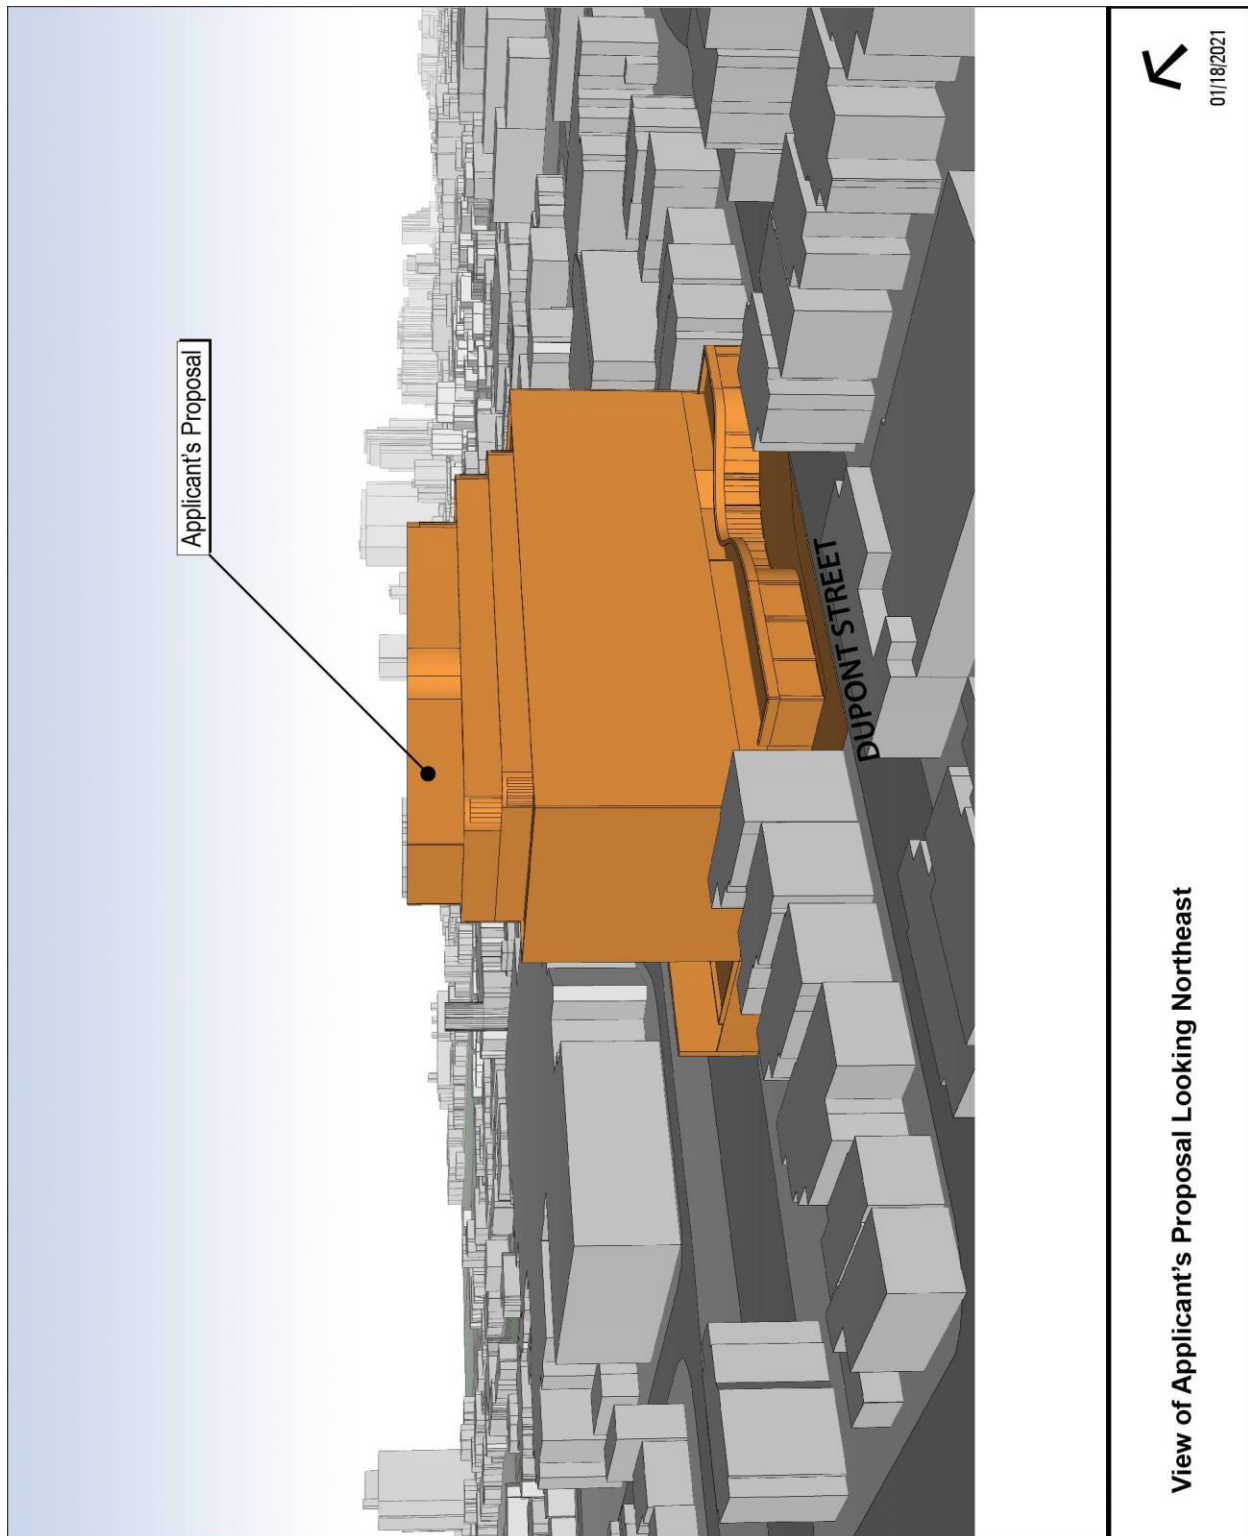 Applicant's Proposal
DUPONT STREET
View of Applicant's Proposal Looking Northeast
01/18/2021